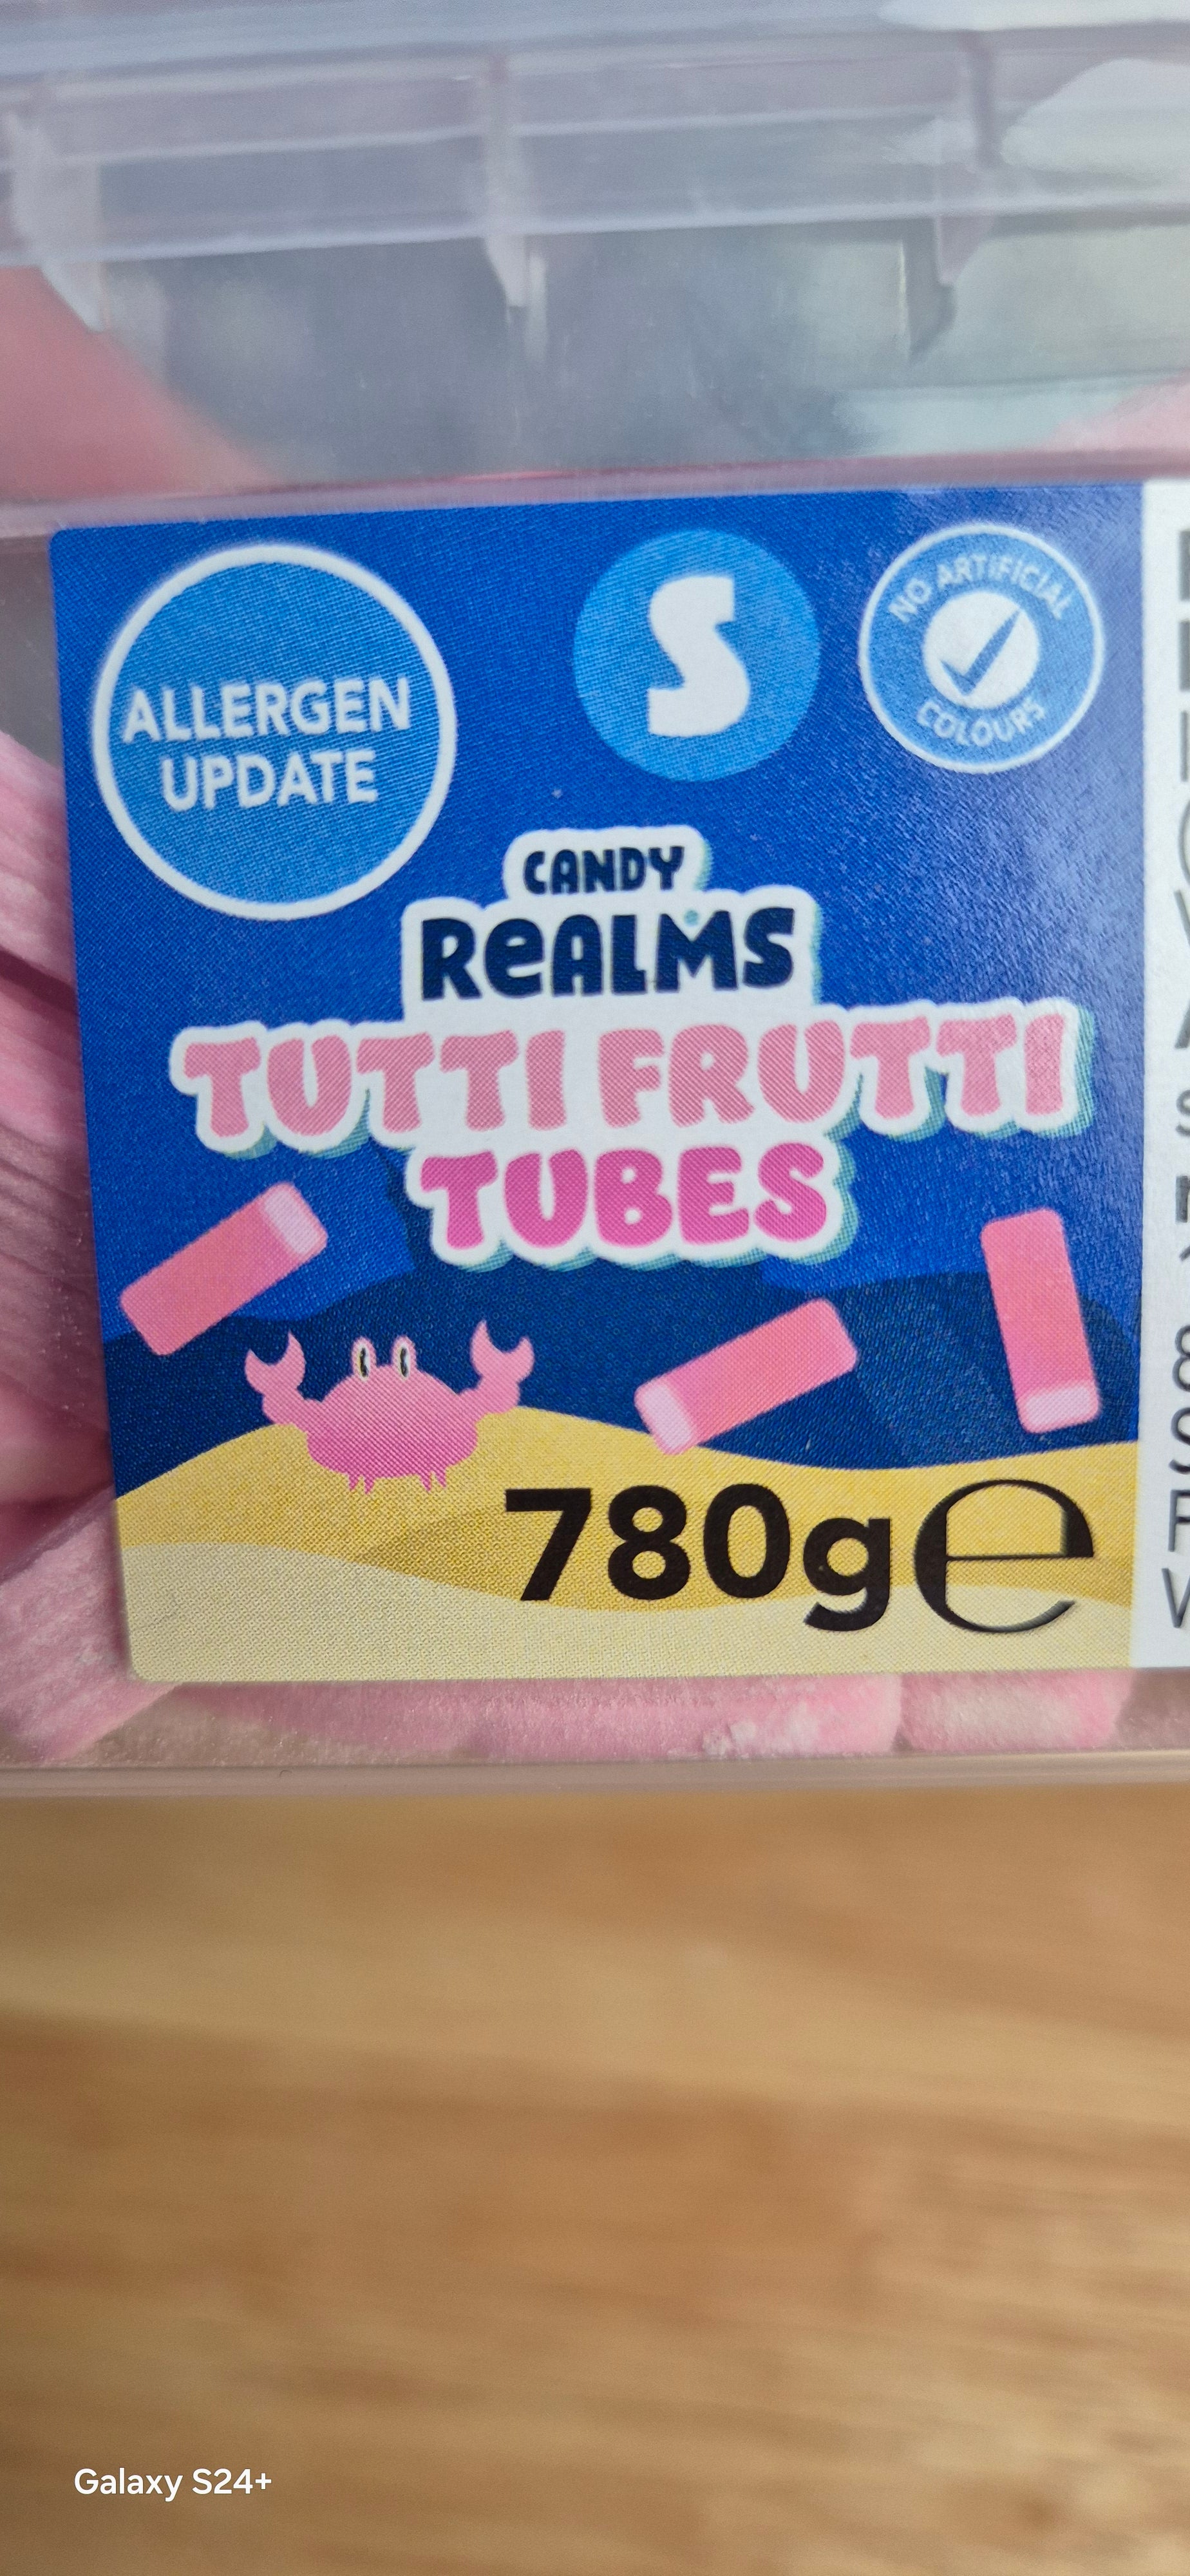 ALLERGEN
UPDATE
S
NO ARTIFICIAL
COLOURS
CANDY
REALMS
TUTTI FRUTTI
TUBES
780g e
Galaxy S24+